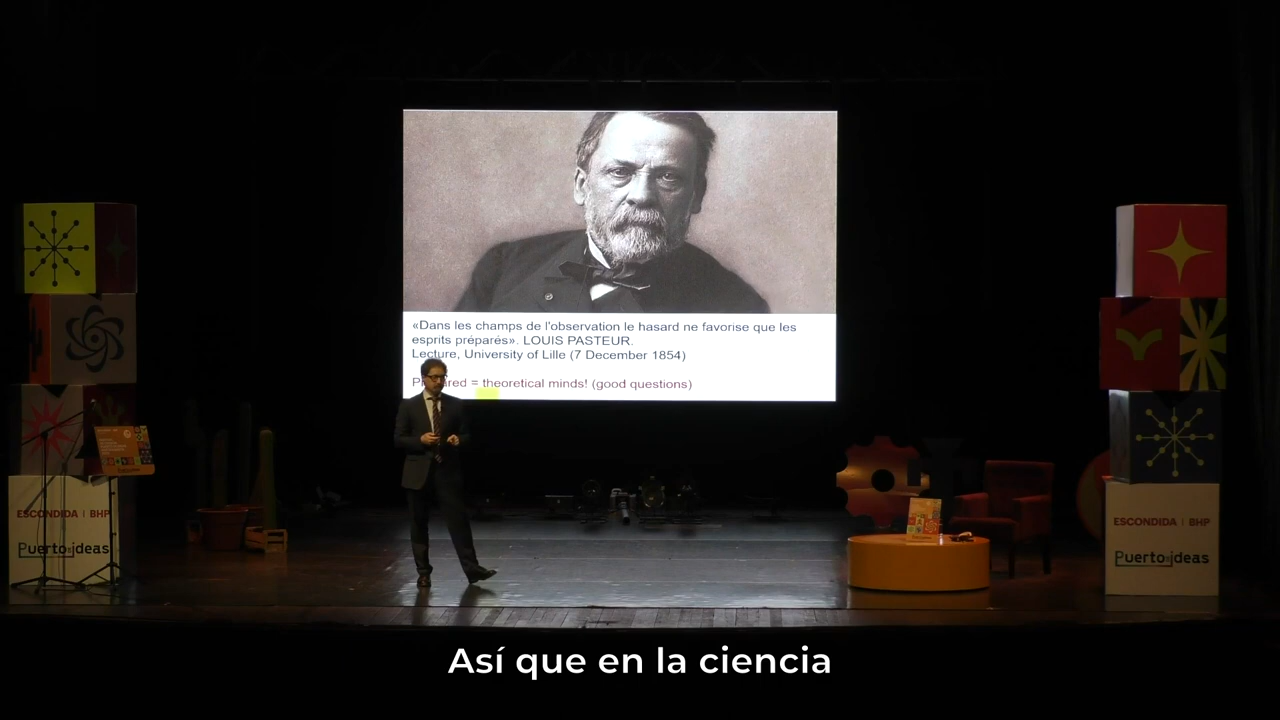 «Dans les champs de l'observation le hasard ne favorise que les
esprits préparés». LOUIS PASTEUR.
Lecture, University of Lille (7 December 1854)
= theoretical minds! (good questions)
ESCONDIDA | BHP
Puerto ideas
ESCONDIDA | BHP
Puerto ideas
Así que en la ciencia